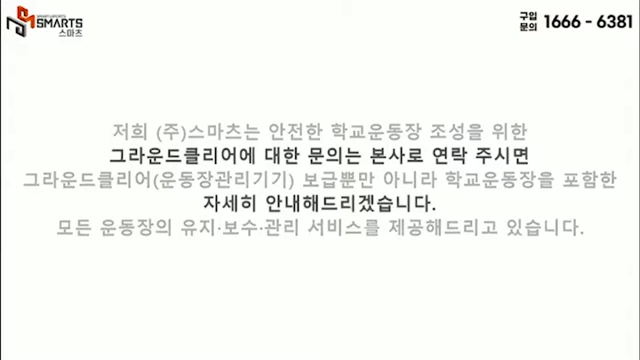 SMARTS
스마츠
구입
문의 1666 - 6381
저희 (주)스마츠는 안전한 학교운동장 조성을 위한
그라운드클리어에 대한 문의는 본사로 연락 주시면
그라운드클리어(운동장관리기기) 보급뿐만 아니라 학교운동장을 포함한
자세히 안내해드리겠습니다.
모든 운동장의 유지·보수·관리 서비스를 제공해드리고 있습니다.